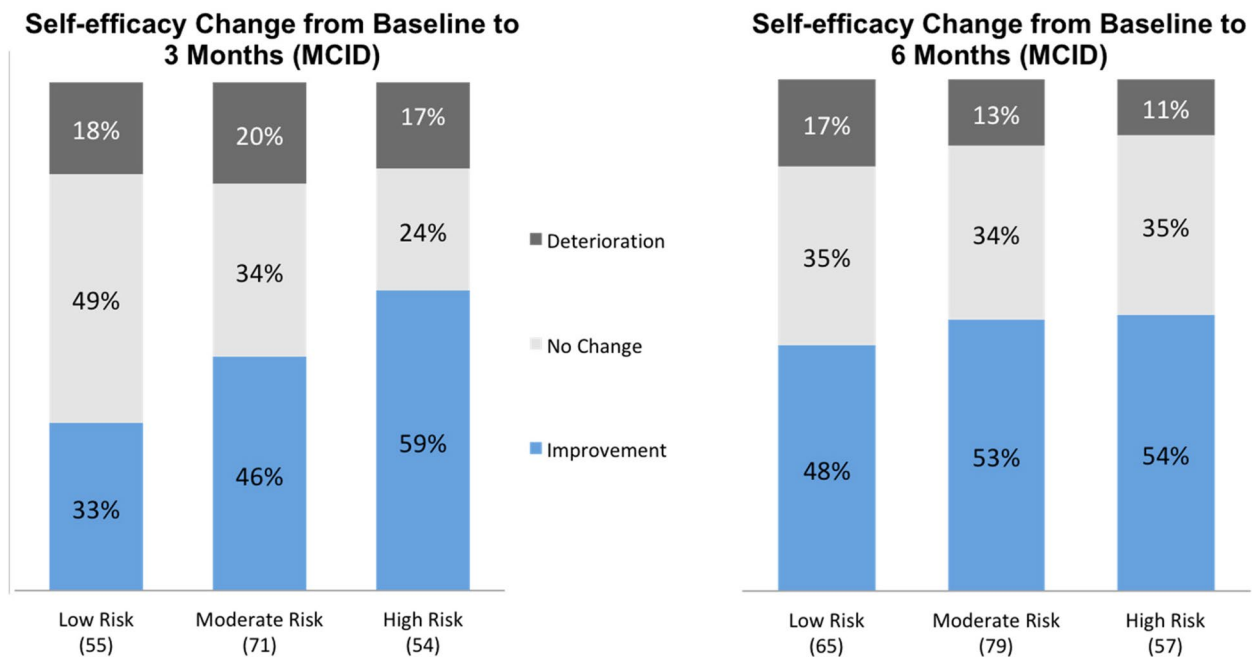 Self-efficacy Change from Baseline to
3 Months (MCID)
18%
20%
17%
49%
34%
24%
33%
46%
59%
Low Risk
(55)
Moderate Risk
(71)
High Risk
(54)
Deterioration
No Change
Improvement
Self-efficacy Change from Baseline to
6 Months (MCID)
17%
13%
11%
35%
34%
35%
48%
53%
54%
Low Risk
(65)
Moderate Risk
(79)
High Risk
(57)